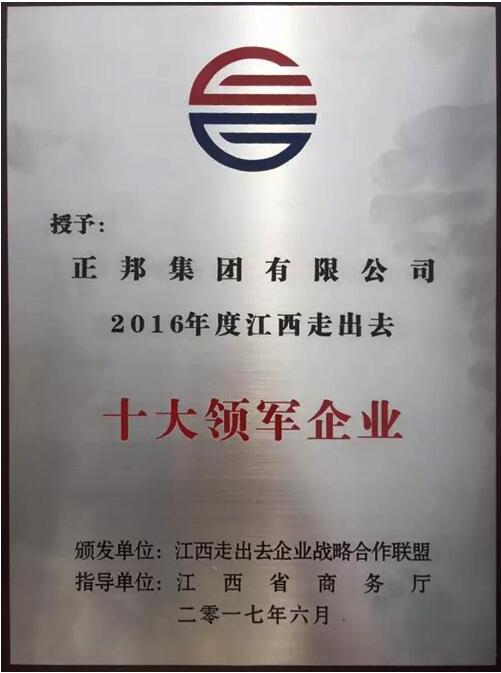 授予：
正邦集团有限公司
2016年度江西走出去
十大领军企业
颁发单位：江西走出去企业战略合作联盟
指导单位：江西省商务厅
二零一七年六月